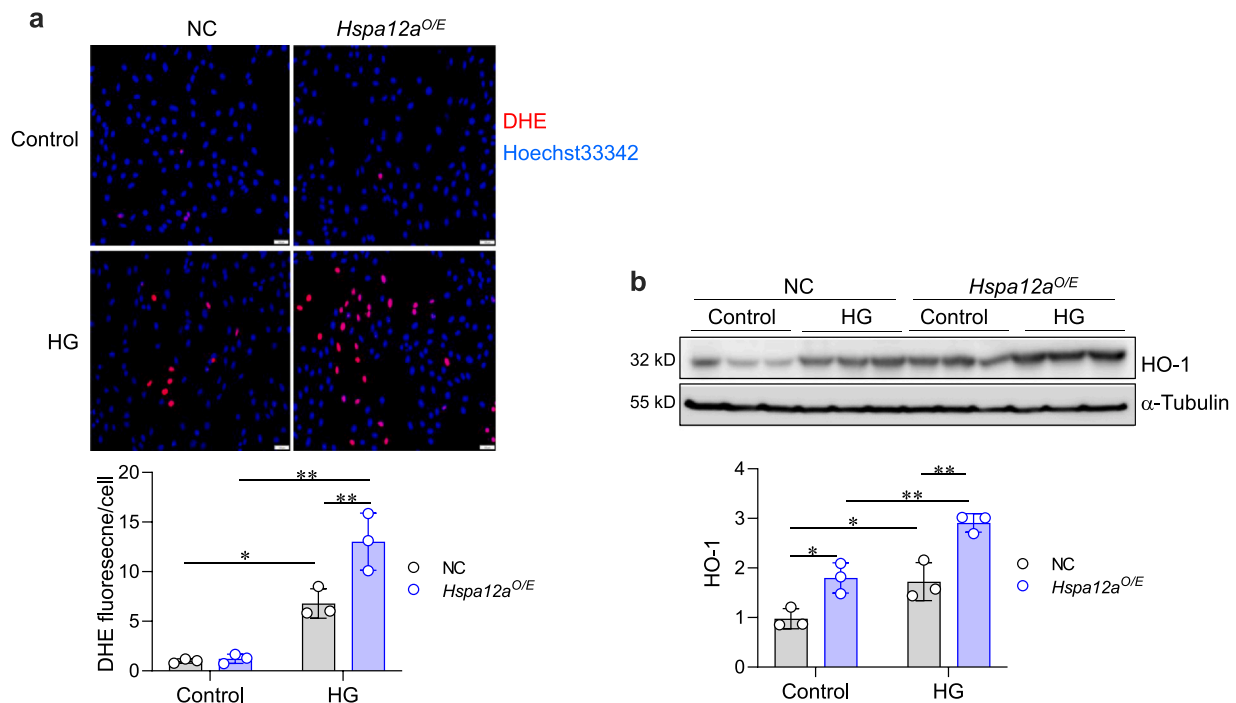 a
NC
Hspa12aO/E
Control
DHE
Hoechst33342
HG
20
15
10
5
0
DHE fluoresecne/cell
*
**
**
Control
HG
NC
Hspa12aO/E
b
NC
Hspa12aO/E
Control
HG
Control
HG
32 kD
HO-1
55 kD
α-Tubulin
4
3
2
1
0
HO-1
*
*
**
**
Control
HG
NC
Hspa12aO/E